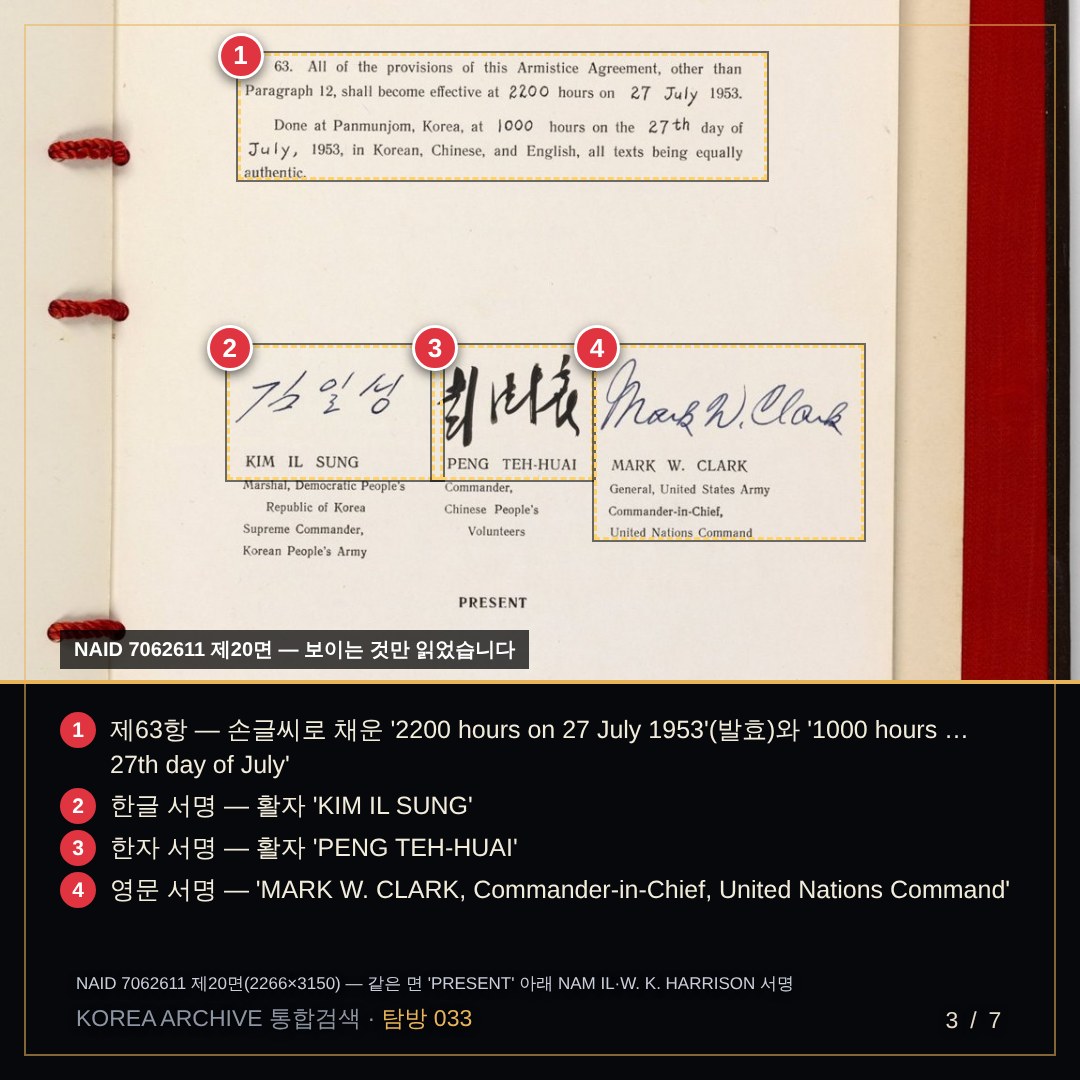 1
63. All of the provisions of this Armistice Agreement, other than
Paragraph 12, shall become effective at 2200 hours on 27 July 1953.
Done at Panmunjom, Korea, at 1000 hours on the 27th day of
July, 1953, in Korean, Chinese, and English, all texts being equally
authentic.
2
3
4
김일성
彭德懷
Mark W. Clark
KIM IL SUNG
PENG TEH-HUAI
MARK W. CLARK
Marshal, Democratic People's
Republic of Korea
Supreme Commander,
Korean People's Army
Commander,
Chinese People's
Volunteers
General, United States Army
Commander-in-Chief,
United Nations Command
PRESENT
NAID 7062611 제20면 — 보이는 것만 읽었습니다
1 제63항 — 손글씨로 채운 '2200 hours on 27 July 1953'(발효)와 '1000 hours …
27th day of July'
2 한글 서명 — 활자 'KIM IL SUNG'
3 한자 서명 — 활자 'PENG TEH-HUAI'
4 영문 서명 — 'MARK W. CLARK, Commander-in-Chief, United Nations Command'
NAID 7062611 제20면(2266×3150) — 같은 면 'PRESENT' 아래 NAM IL·W. K. HARRISON 서명
KOREA ARCHIVE 통합검색 · 탐방 033
3 / 7